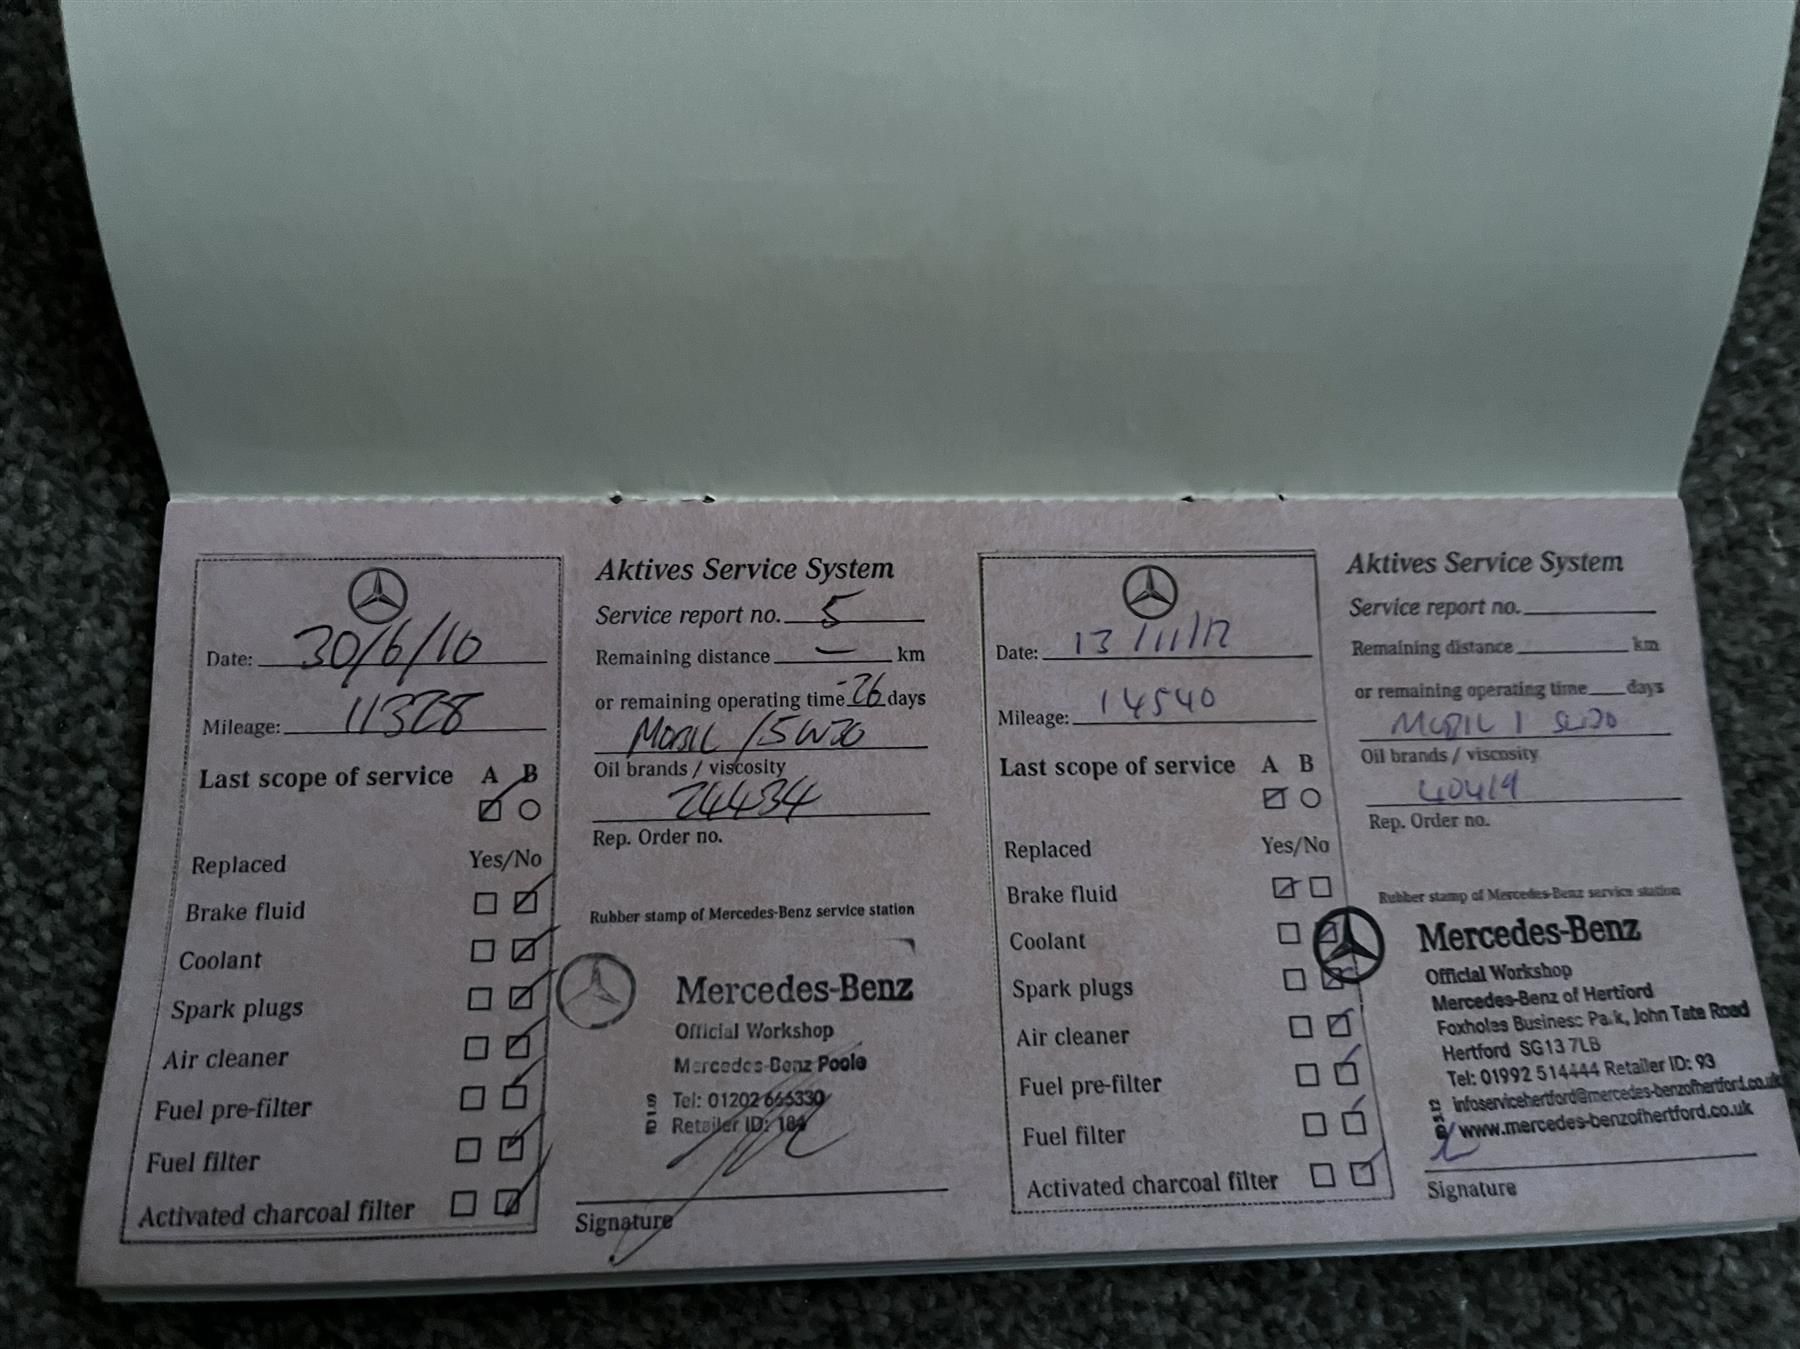 Date: 30/6/10
Mileage: 11328
Last scope of service A B
Replaced Yes/No
Brake fluid
Coolant
Spark plugs
Air cleaner
Fuel pre-filter
Fuel filter
Activated charcoal filter
Aktives Service System
Service report no. 5
Remaining distance — km
or remaining operating time -26 days
MOBIL /5W30
Oil brands / viscosity
24434
Rep. Order no.
Rubber stamp of Mercedes-Benz service station
Mercedes-Benz
Official Workshop
Mercedes-Benz Poole
Tel: 01202
Retailer ID:
Signature
Date: 13/11/12
Mileage: 14540
Last scope of service A B
Replaced Yes/No
Brake fluid
Coolant
Spark plugs
Air cleaner
Fuel pre-filter
Fuel filter
Activated charcoal filter
Aktives Service System
Service report no.
Remaining distance km
or remaining operating time days
MOBIL 1
Oil brands / viscosity
40419
Rep. Order no.
Rubber stamp of Mercedes-Benz service station
Mercedes-Benz
Official Workshop
Mercedes-Benz of Hertford
Foxholes Business Park, John Tate Road
Hertford SG13 7LB
Tel: 01992 514444 Retailer ID: 93
infoservicehertford@mercedes-benzofhertford.co.uk
www.mercedes-benzofhertford.co.uk
Signature